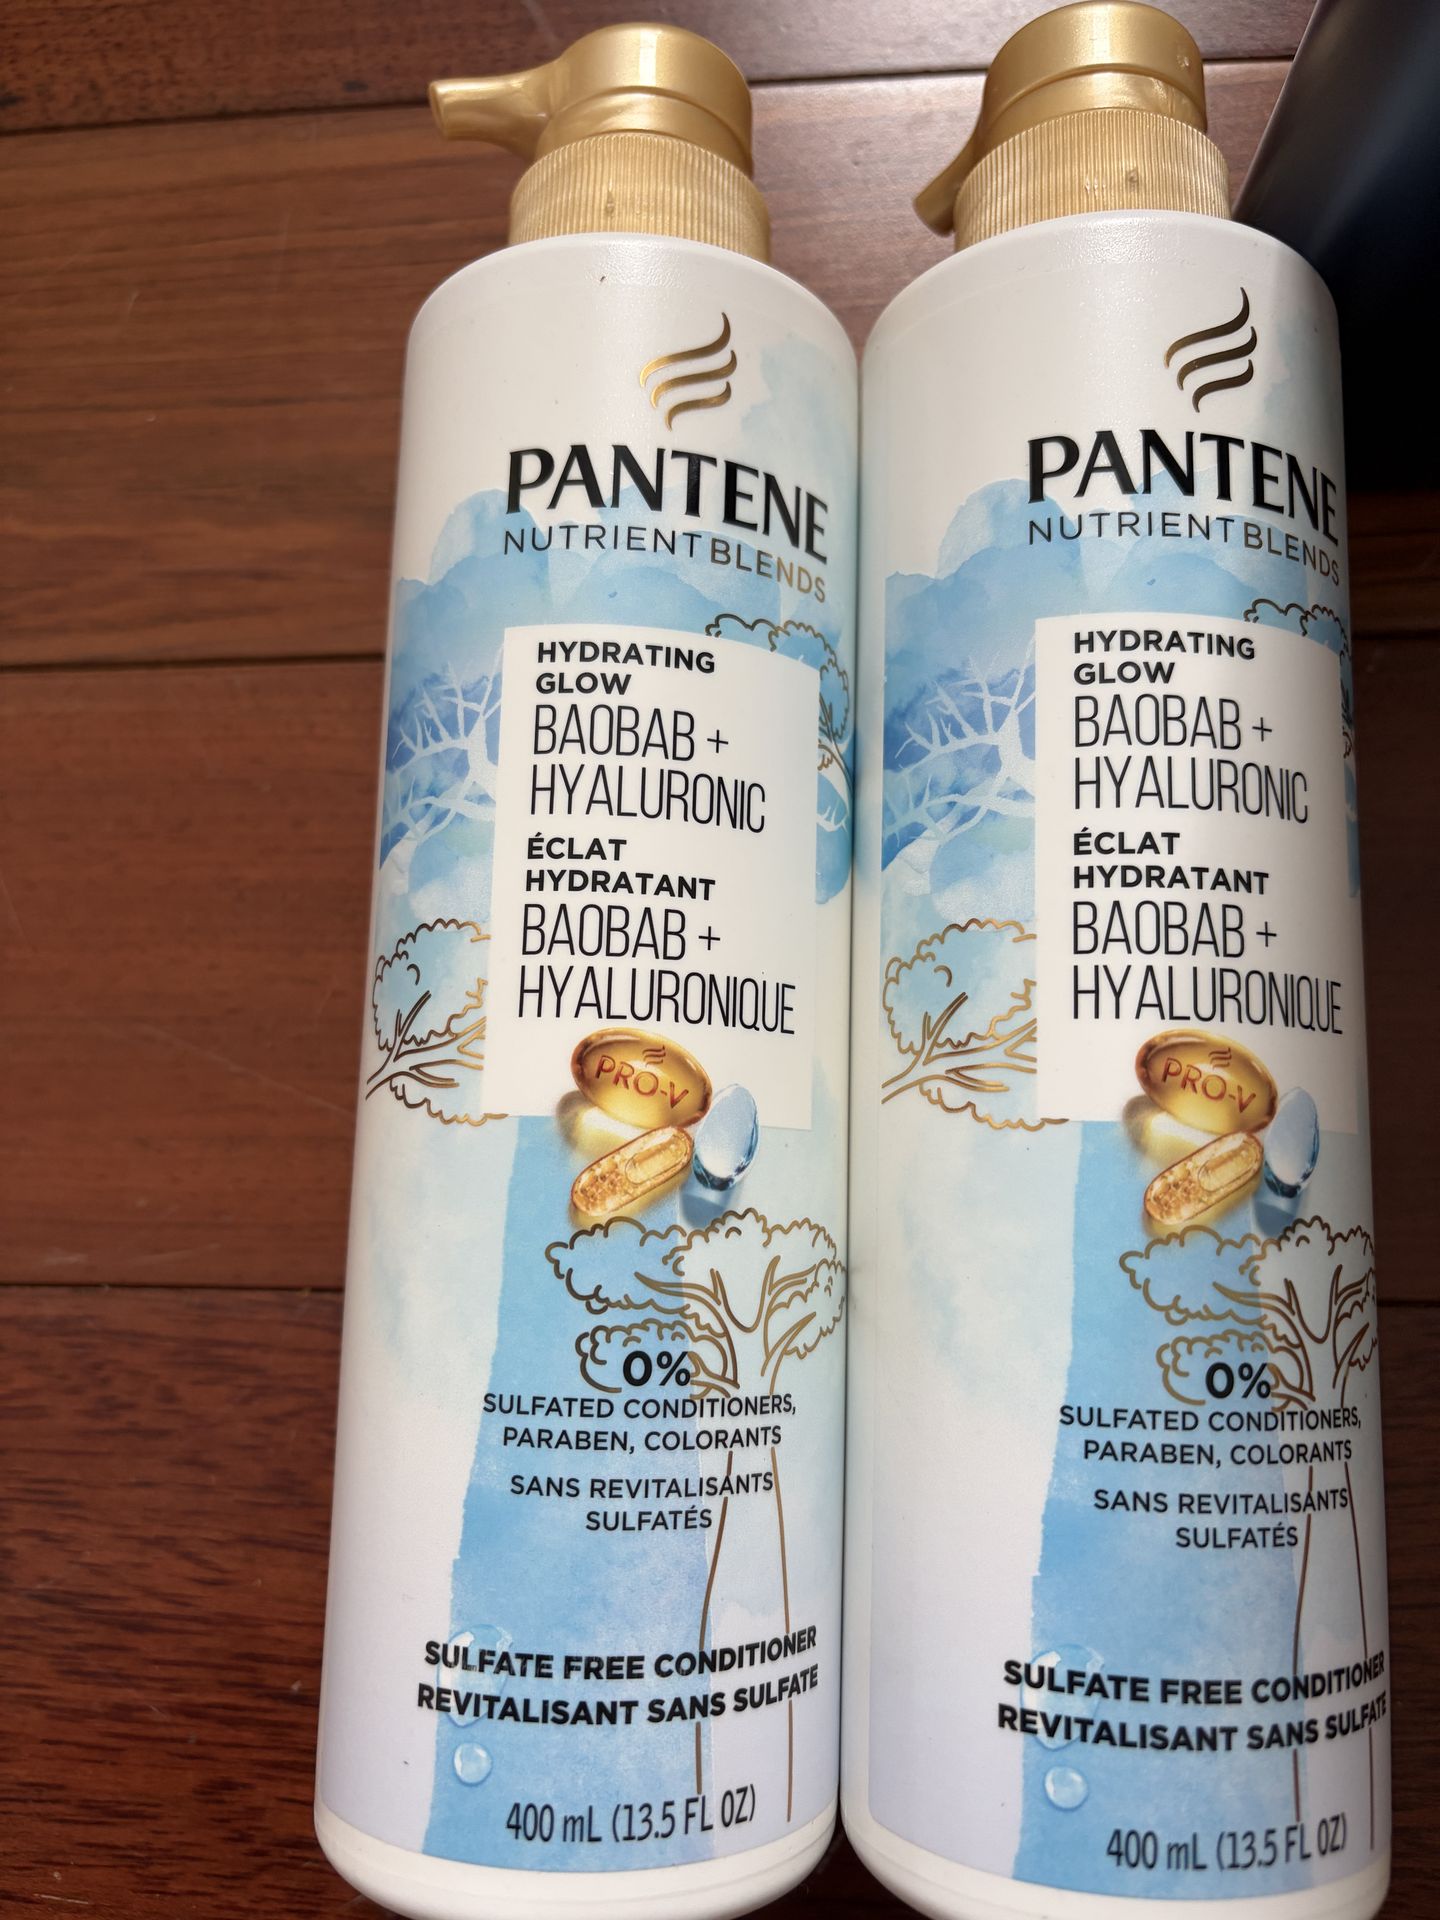 PANTENE
NUTRIENT BLENDS
HYDRATING
GLOW
BAOBAB +
HYALURONIC
ÉCLAT
HYDRATANT
BAOBAB +
HYALURONIQUE
PRO-V
0%
SULFATED CONDITIONERS,
PARABEN, COLORANTS
SANS REVITALISANTS
SULFATÉS
SULFATE FREE CONDITIONER
REVITALISANT SANS SULFATE
400 mL (13.5 FL OZ)
PANTENE
NUTRIENT BLENDS
HYDRATING
GLOW
BAOBAB +
HYALURONIC
ÉCLAT
HYDRATANT
BAOBAB +
HYALURONIQUE
PRO-V
0%
SULFATED CONDITIONERS,
PARABEN, COLORANTS
SANS REVITALISANTS
SULFATÉS
SULFATE FREE CONDITIONER
REVITALISANT SANS SULFATE
400 mL (13.5 FL OZ)